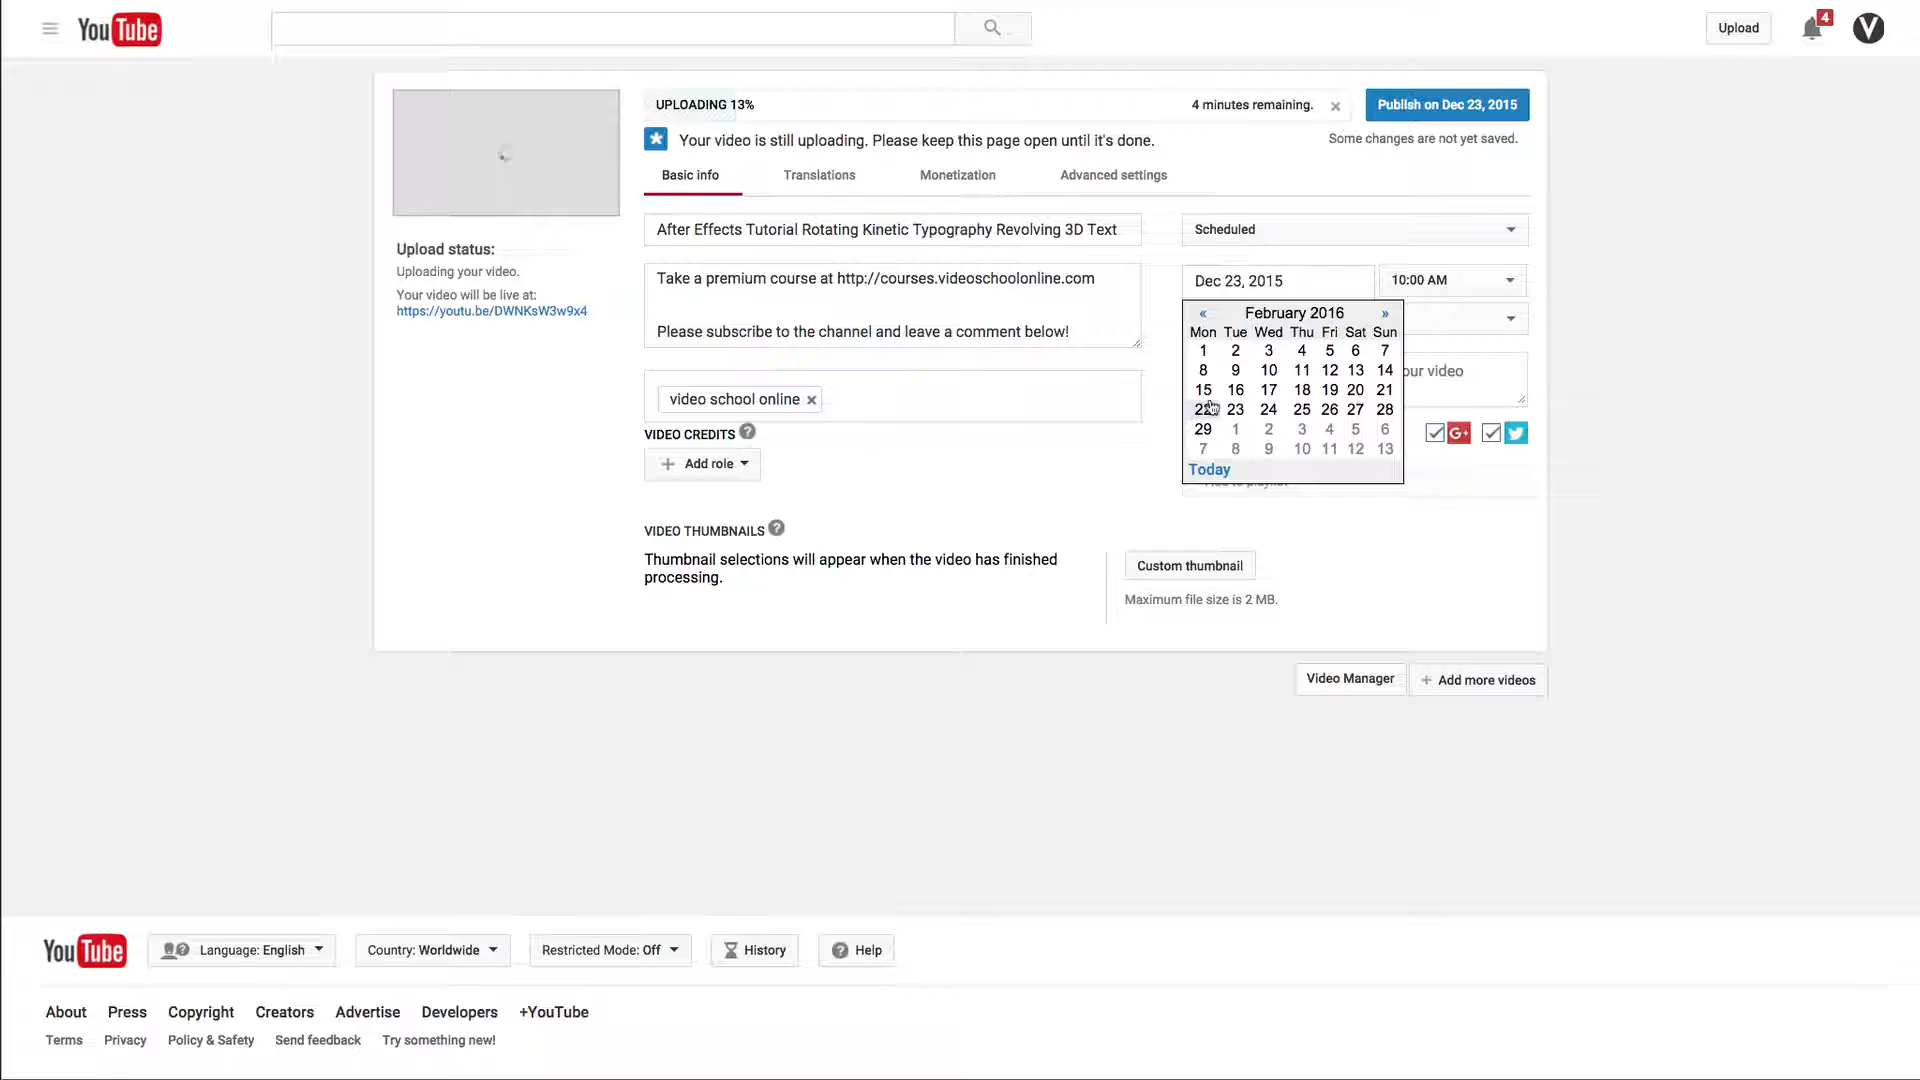 YouTube
Upload
4
V
UPLOADING 13%
4 minutes remaining.
Publish on Dec 23, 2015
Your video is still uploading. Please keep this page open until it's done.
Some changes are not yet saved.
Basic info
Translations
Monetization
Advanced settings
After Effects Tutorial Rotating Kinetic Typography Revolving 3D Text
Scheduled
Upload status:
Uploading your video.
Your video will be live at:
https://youtu.be/DWNKsW3w9x4
Take a premium course at http://courses.videoschoolonline.com
Please subscribe to the channel and leave a comment below!
Dec 23, 2015
10:00 AM
« February 2016 »
Mon Tue Wed Thu Fri Sat Sun
1 2 3 4 5 6 7
8 9 10 11 12 13 14
15 16 17 18 19 20 21
22 23 24 25 26 27 28
29 1 2 3 4 5 6
7 8 9 10 11 12 13
Today
our video
G+
video school online
VIDEO CREDITS ?
+ Add role
VIDEO THUMBNAILS ?
Thumbnail selections will appear when the video has finished
processing.
Custom thumbnail
Maximum file size is 2 MB.
Video Manager
+ Add more videos
YouTube
Language: English
Country: Worldwide
Restricted Mode: Off
History
? Help
About Press Copyright Creators Advertise Developers +YouTube
Terms Privacy Policy & Safety Send feedback Try something new!